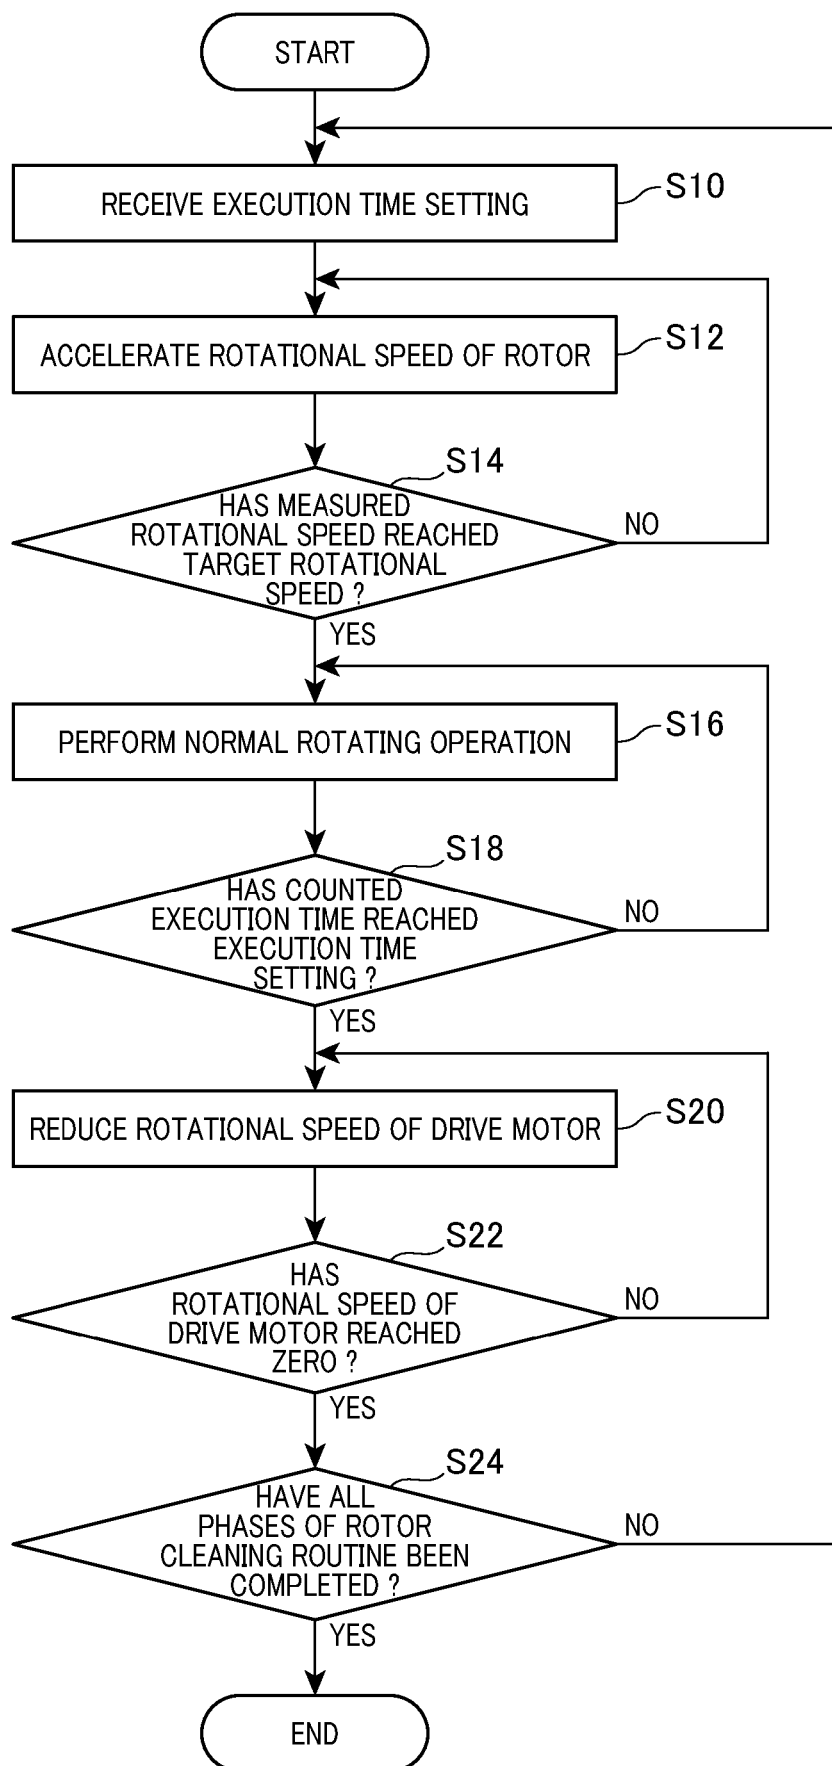 START
RECEIVE EXECUTION TIME SETTING
S10
ACCELERATE ROTATIONAL SPEED OF ROTOR
S12
S14
HAS MEASURED
ROTATIONAL SPEED REACHED
TARGET ROTATIONAL
SPEED ?
NO
YES
PERFORM NORMAL ROTATING OPERATION
S16
S18
HAS COUNTED
EXECUTION TIME REACHED
EXECUTION TIME
SETTING ?
NO
YES
REDUCE ROTATIONAL SPEED OF DRIVE MOTOR
S20
S22
HAS
ROTATIONAL SPEED OF
DRIVE MOTOR REACHED
ZERO ?
NO
YES
S24
HAVE ALL
PHASES OF ROTOR
CLEANING ROUTINE BEEN
COMPLETED ?
NO
YES
END